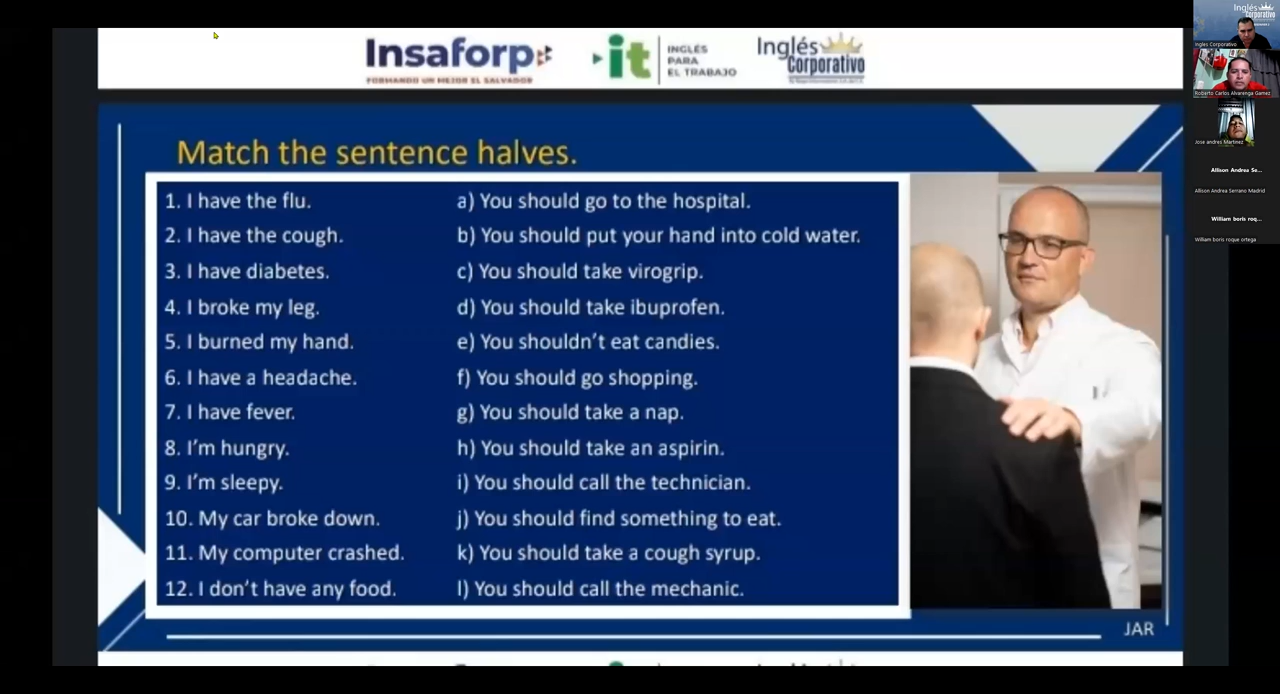 Insaforp
FORMANDO UN MEJOR EL SALVADOR
it
INGLÉS
PARA
EL TRABAJO
Inglés
Corporativo
Match the sentence halves.
1. I have the flu.
2. I have the cough.
3. I have diabetes.
4. I broke my leg.
5. I burned my hand.
6. I have a headache.
7. I have fever.
8. I'm hungry.
9. I'm sleepy.
10. My car broke down.
11. My computer crashed.
12. I don't have any food.
a) You should go to the hospital.
b) You should put your hand into cold water.
c) You should take virogrip.
d) You should take ibuprofen.
e) You shouldn't eat candies.
f) You should go shopping.
g) You should take a nap.
h) You should take an aspirin.
i) You should call the technician.
j) You should find something to eat.
k) You should take a cough syrup.
l) You should call the mechanic.
JAR
Inglés
Corporativo
Ingles Corporativo
Roberto Carlos Alvarenga Gamez
Jose andres Martinez
Allison Andrea Se...
Allison Andrea Serrano Madrid
William boris roq...
William boris roque ortega